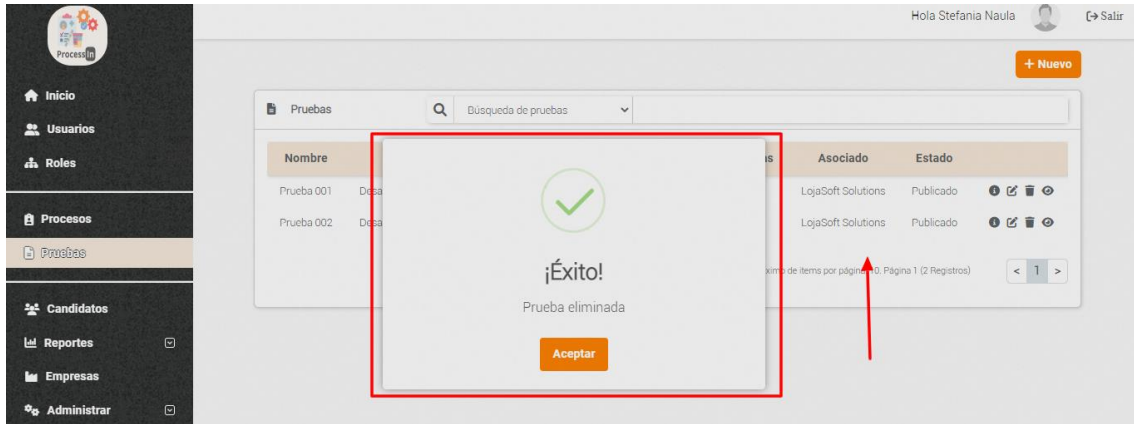 Hola Stefania Naula
Salir
ProcessIn
+ Nuevo
Inicio
Usuarios
Roles
Procesos
Pruebas
Candidatos
Reportes
Empresas
Administrar
Pruebas
Búsqueda de pruebas
Nombre Asociado Estado
Prueba 001 LojaSoft Solutions Publicado
Prueba 002 LojaSoft Solutions Publicado
de items por página 10. Página 1 (2 Registros)
< 1 >
¡Éxito!
Prueba eliminada
Aceptar